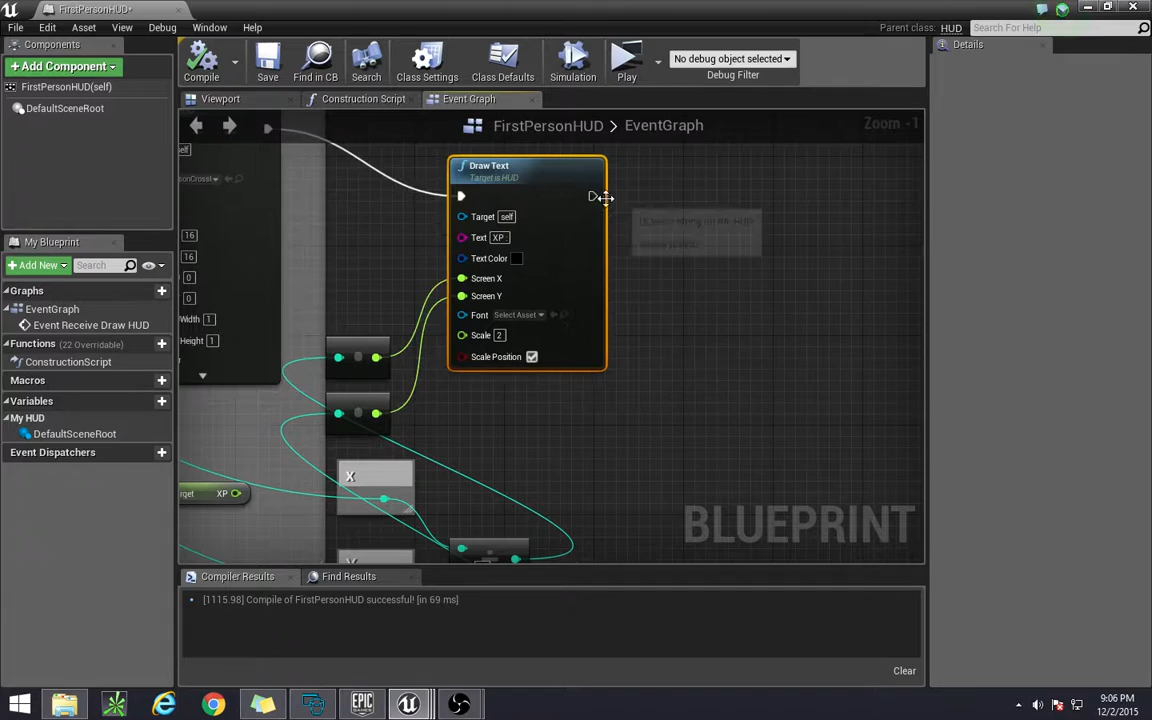 FirstPersonHUD*
File Edit Asset View Debug Window Help
Parent class: HUD Search For Help
Components
+ Add Component
FirstPersonHUD(self)
DefaultSceneRoot
Compile Save Find in CB Search Class Settings Class Defaults Simulation Play
No debug object selected
Debug Filter
Details
Viewport Construction Script Event Graph
FirstPersonHUD > EventGraph
Zoom -1
My Blueprint
+ Add New Search
Graphs
EventGraph
Event Receive Draw HUD
Functions (22 Overridable)
ConstructionScript
Macros
Variables
My HUD
DefaultSceneRoot
Event Dispatchers
self
16
16
0
0
Width 1
Height 1
Draw Text
Target is HUD
Target self
Text XP :
TextColor
Screen X
Screen Y
Font Select Asset
Scale 2
Scale Position
X
XP
BLUEPRINT
Compiler Results Find Results
[1115.98] Compile of FirstPersonHUD successful! [in 69 ms]
Clear
EPIC GAMES
9:06 PM
12/2/2015